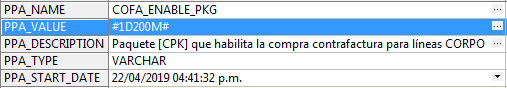 PPA_NAME COFA_ENABLE_PKG ...
PPA_VALUE #1D200M# ...
PPA_DESCRIPTION Paquete [CPK] que habilita la compra contrafactura para líneas CORPO ...
PPA_TYPE VARCHAR
PPA_START_DATE 22/04/2019 04:41:32 p.m.